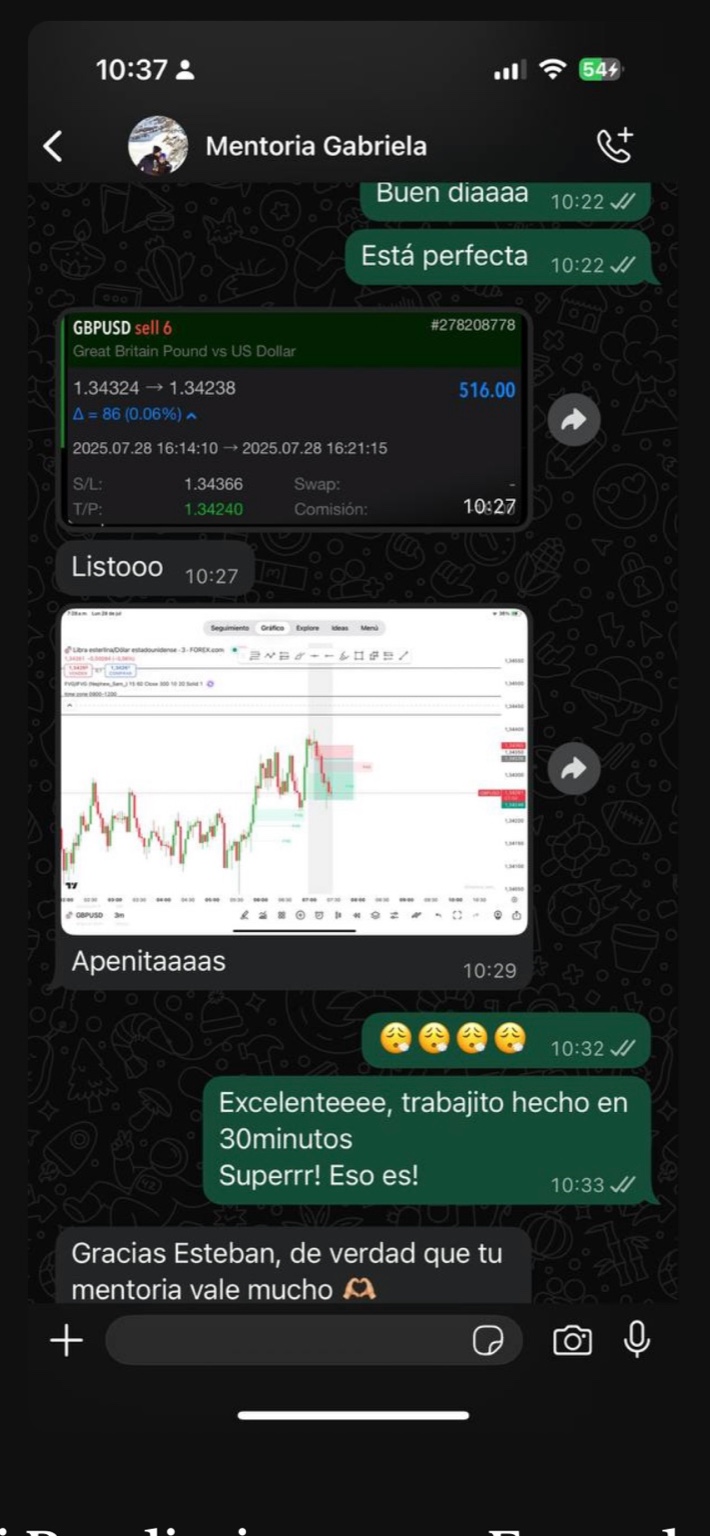 10:37
54
Mentoria Gabriela
Buen diaaaa 10:22
Está perfecta 10:22
GBPUSD sell 6 #278208778
Great Britain Pound vs US Dollar
1.34324 → 1.34238 516.00
Δ = 86 (0.06%)
2025.07.28 16:14:10 → 2025.07.28 16:21:15
S/L: 1.34366 Swap: -
T/P: 1.34240 Comisión:
10:27
Listooo 10:27
Seguimiento Gráfico Explore Ideas Menú
Libra esterlina/Dólar estadounidense · 3 · FOREX.com
GBPUSD 3m
Apenitaaaas 10:29
😮‍💨😮‍💨😮‍💨😮‍💨 10:32
Excelenteeee, trabajito hecho en
30minutos
Superrr! Eso es! 10:33
Gracias Esteban, de verdad que tu
mentoria vale mucho 🫶🏼